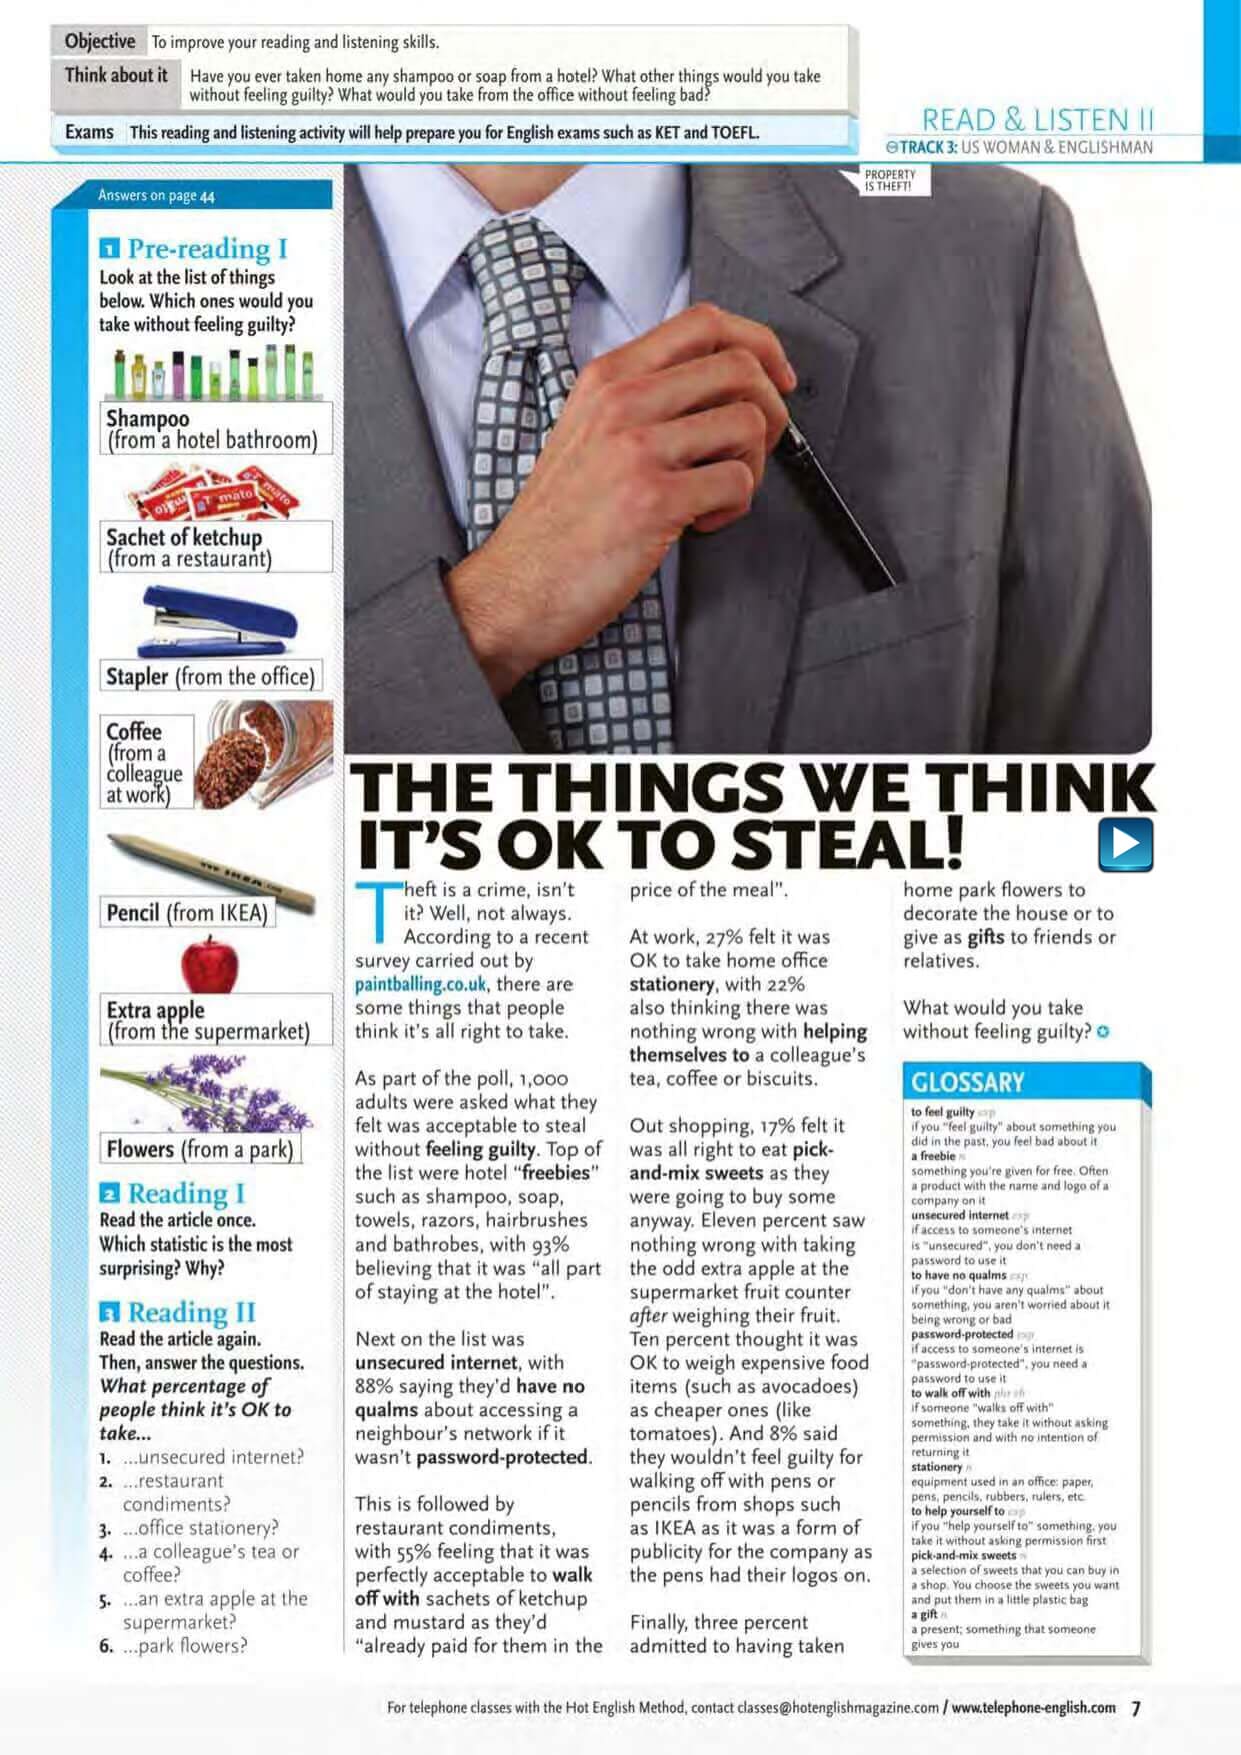 Objective To improve your reading and listening skills.
Think about it Have you ever taken home any shampoo or soap from a hotel? What other things would you take
without feeling guilty? What would you take from the office without feeling bad?
Exams This reading and listening activity will help prepare you for English exams such as KET and TOEFL.
READ & LISTEN II
TRACK 3: US WOMAN & ENGLISHMAN
PROPERTY
IS THEFT!
Answers on page 44
1 Pre-reading I
Look at the list of things
below. Which ones would you
take without feeling guilty?
Shampoo
(from a hotel bathroom)
Sachet of ketchup
(from a restaurant)
Stapler (from the office)
Coffee
(from a
colleague
at work)
Pencil (from IKEA)
Extra apple
(from the supermarket)
Flowers (from a park)
2 Reading I
Read the article once.
Which statistic is the most
surprising? Why?
3 Reading II
Read the article again.
Then, answer the questions.
What percentage of
people think it's OK to
take...
1. ...unsecured internet?
2. ...restaurant
condiments?
3. ...office stationery?
4. ...a colleague's tea or
coffee?
5. ...an extra apple at the
supermarket?
6. ...park flowers?
THE THINGS WE THINK
IT'S OK TO STEAL!
Theft is a crime, isn't
it? Well, not always.
According to a recent
survey carried out by
paintballing.co.uk, there are
some things that people
think it's all right to take.
As part of the poll, 1,000
adults were asked what they
felt was acceptable to steal
without feeling guilty. Top of
the list were hotel "freebies"
such as shampoo, soap,
towels, razors, hairbrushes
and bathrobes, with 93%
believing that it was "all part
of staying at the hotel".
Next on the list was
unsecured internet, with
88% saying they'd have no
qualms about accessing a
neighbour's network if it
wasn't password-protected.
This is followed by
restaurant condiments,
with 55% feeling that it was
perfectly acceptable to walk
off with sachets of ketchup
and mustard as they'd
"already paid for them in the
price of the meal".
At work, 27% felt it was
OK to take home office
stationery, with 22%
also thinking there was
nothing wrong with helping
themselves to a colleague's
tea, coffee or biscuits.
Out shopping, 17% felt it
was all right to eat pick-
and-mix sweets as they
were going to buy some
anyway. Eleven percent saw
nothing wrong with taking
the odd extra apple at the
supermarket fruit counter
after weighing their fruit.
Ten percent thought it was
OK to weigh expensive food
items (such as avocadoes)
as cheaper ones (like
tomatoes). And 8% said
they wouldn't feel guilty for
walking off with pens or
pencils from shops such
as IKEA as it was a form of
publicity for the company as
the pens had their logos on.
Finally, three percent
admitted to having taken
home park flowers to
decorate the house or to
give as gifts to friends or
relatives.
What would you take
without feeling guilty?
GLOSSARY
to feel guilty exp
if you "feel guilty" about something you
did in the past, you feel bad about it
a freebie n
something you're given for free. Often
a product with the name and logo of a
company on it
unsecured internet exp
if access to someone's internet
is "unsecured", you don't need a
password to use it
to have no qualms exp
if you "don't have any qualms" about
something, you aren't worried about it
being wrong or bad
password-protected exp
if access to someone's internet is
"password-protected", you need a
password to use it
to walk off with phr vb
if someone "walks off with"
something, they take it without asking
permission and with no intention of
returning it
stationery n
equipment used in an office: paper,
pens, pencils, rubbers, rulers, etc.
to help yourself to exp
if you "help yourself to" something, you
take it without asking permission first
pick-and-mix sweets n
a selection of sweets that you can buy in
a shop. You choose the sweets you want
and put them in a little plastic bag
a gift n
a present; something that someone
gives you
For telephone classes with the Hot English Method, contact classes@hotenglishmagazine.com / www.telephone-english.com 7